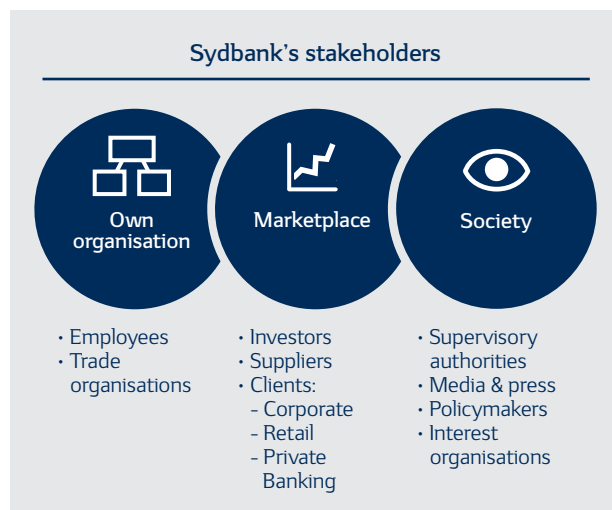 Sydbank's stakeholders
Own
organisation
Marketplace
Society
· Employees
· Trade
organisations
· Investors
· Suppliers
· Clients:
- Corporate
- Retail
- Private
Banking
· Supervisory
authorities
· Media & press
· Policymakers
· Interest
organisations